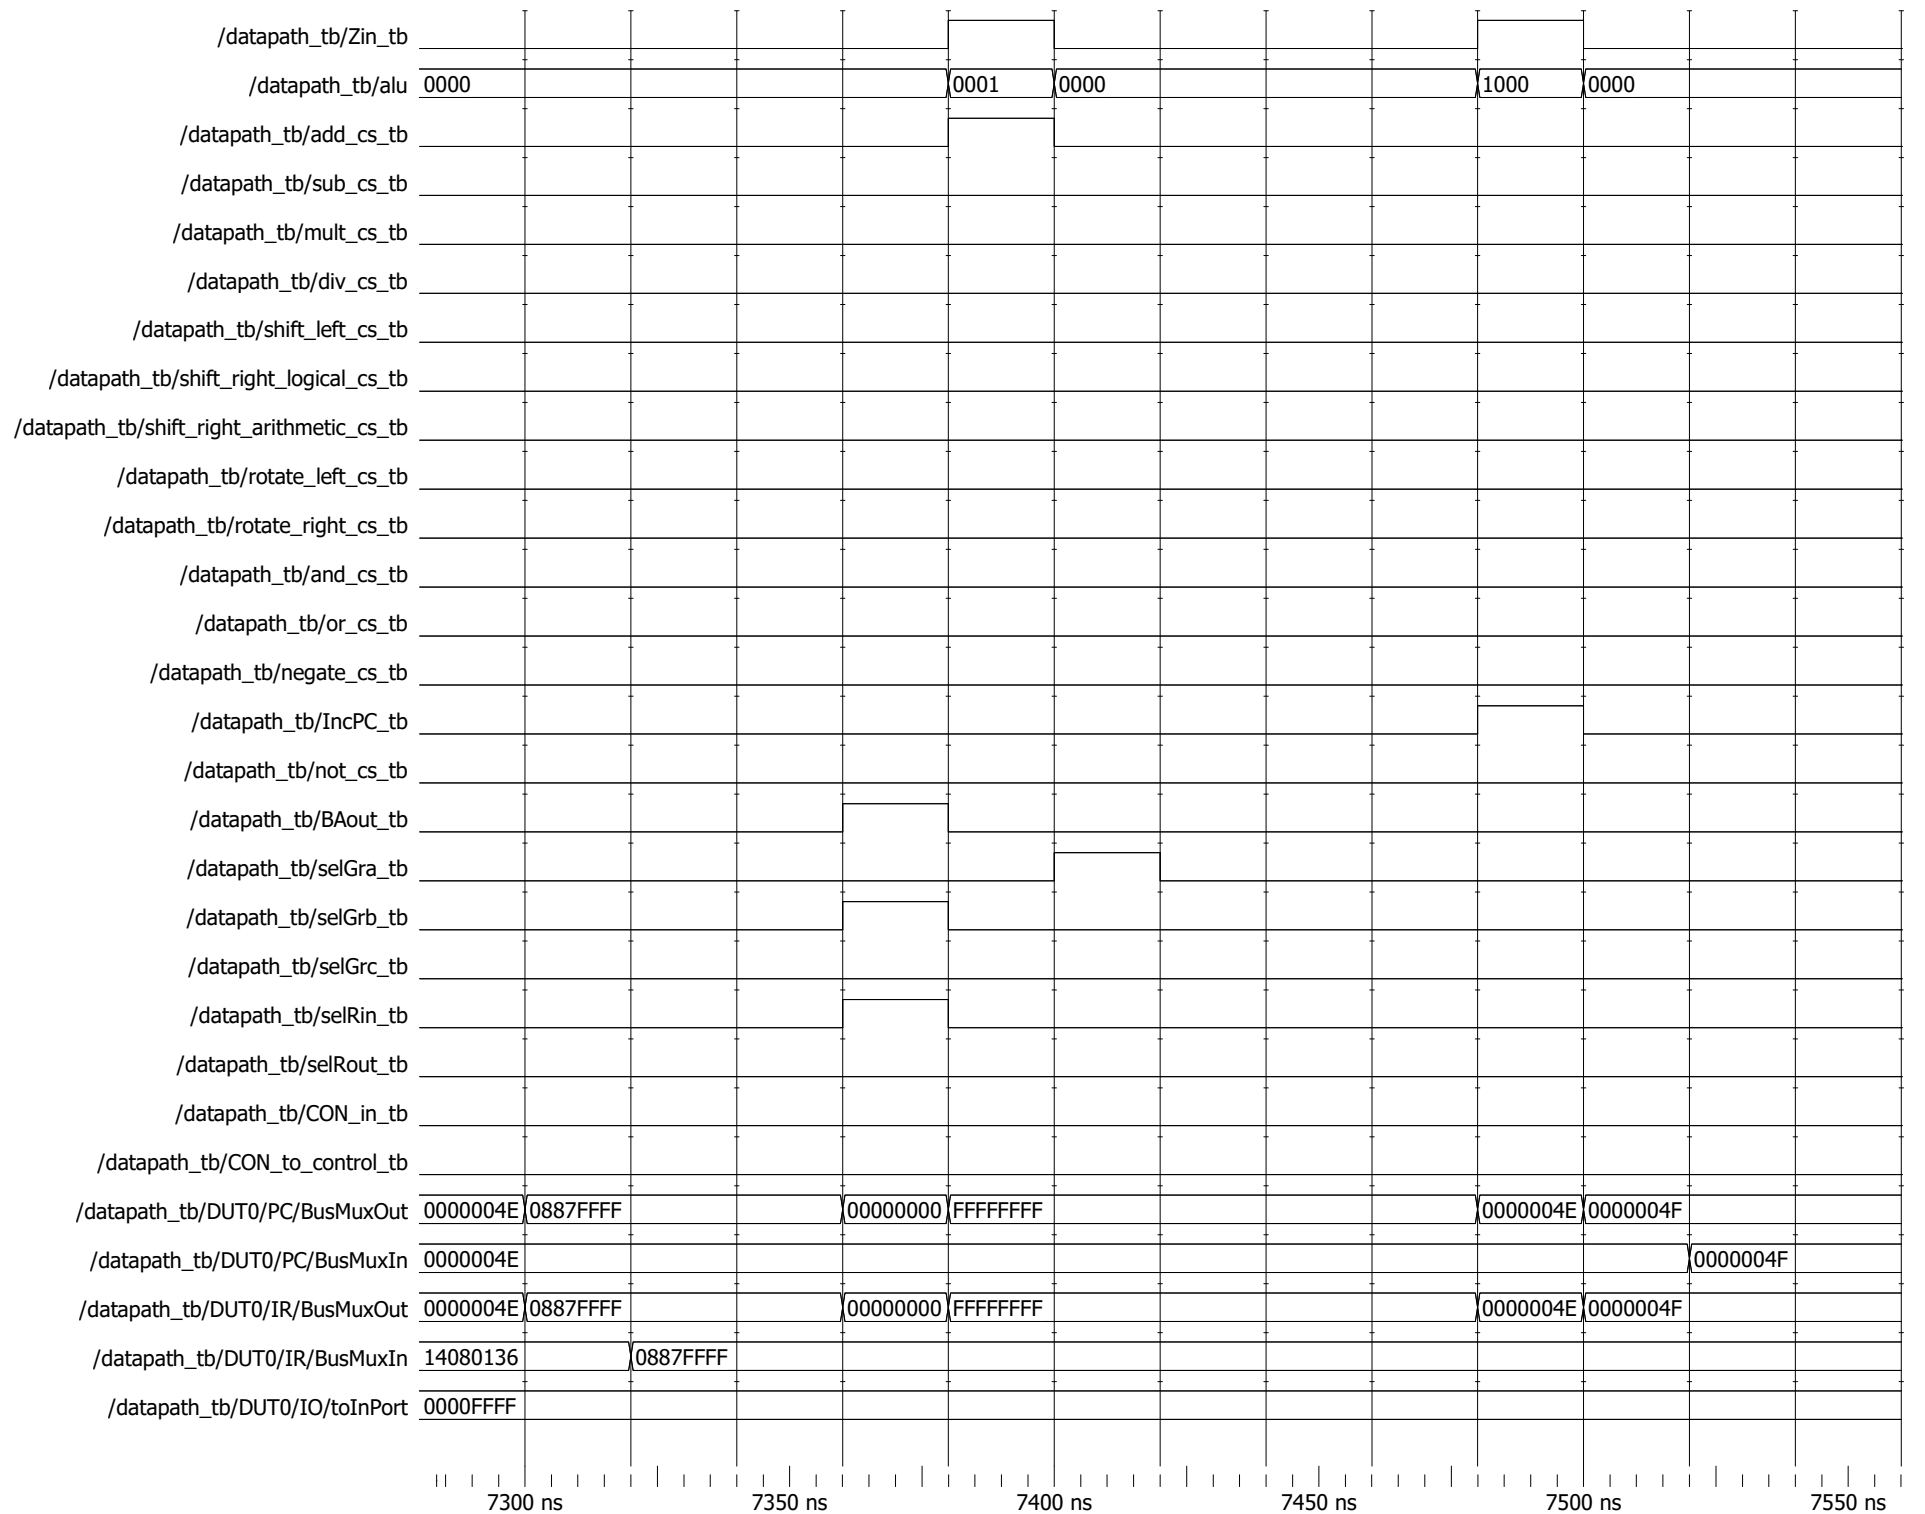 /datapath_tb/Zin_tb
/datapath_tb/alu 0000 0001 0000 1000 0000
/datapath_tb/add_cs_tb
/datapath_tb/sub_cs_tb
/datapath_tb/mult_cs_tb
/datapath_tb/div_cs_tb
/datapath_tb/shift_left_cs_tb
/datapath_tb/shift_right_logical_cs_tb
/datapath_tb/shift_right_arithmetic_cs_tb
/datapath_tb/rotate_left_cs_tb
/datapath_tb/rotate_right_cs_tb
/datapath_tb/and_cs_tb
/datapath_tb/or_cs_tb
/datapath_tb/negate_cs_tb
/datapath_tb/IncPC_tb
/datapath_tb/not_cs_tb
/datapath_tb/BAout_tb
/datapath_tb/selGra_tb
/datapath_tb/selGrb_tb
/datapath_tb/selGrc_tb
/datapath_tb/selRin_tb
/datapath_tb/selRout_tb
/datapath_tb/CON_in_tb
/datapath_tb/CON_to_control_tb
/datapath_tb/DUT0/PC/BusMuxOut 0000004E 0887FFFF 00000000 FFFFFFFF 0000004E 0000004F
/datapath_tb/DUT0/PC/BusMuxIn 0000004E 0000004F
/datapath_tb/DUT0/IR/BusMuxOut 0000004E 0887FFFF 00000000 FFFFFFFF 0000004E 0000004F
/datapath_tb/DUT0/IR/BusMuxIn 14080136 0887FFFF
/datapath_tb/DUT0/IO/toInPort 0000FFFF
7300 ns 7350 ns 7400 ns 7450 ns 7500 ns 7550 ns